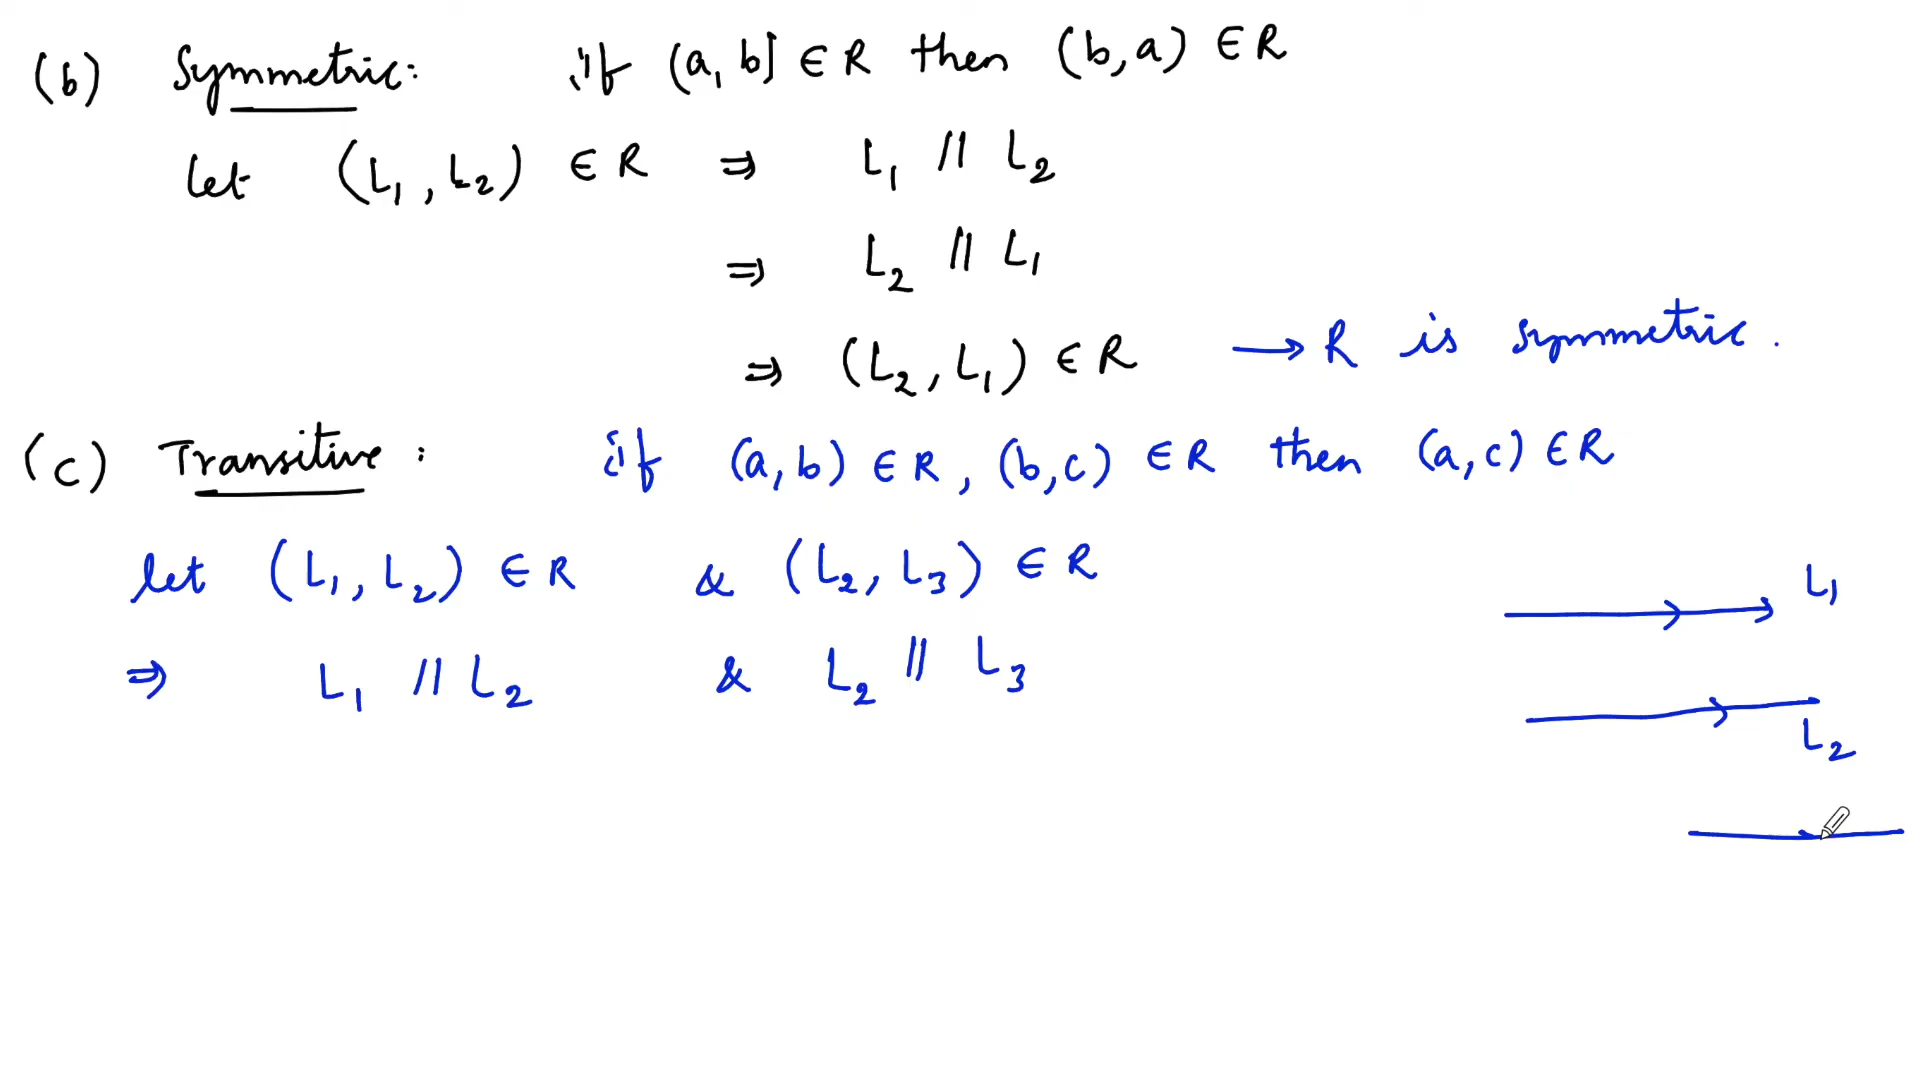 (b) Symmetric: if (a, b] ∈ R then (b, a) ∈ R
let (L₁, L₂) ∈ R ⇒ L₁ // L₂
⇒ L₂ // L₁
⇒ (L₂, L₁) ∈ R → R is symmetric.
(c) Transitive : if (a, b) ∈ R, (b, c) ∈ R then (a, c) ∈ R
let (L₁, L₂) ∈ R & (L₂, L₃) ∈ R
L₁
⇒ L₁ // L₂ & L₂ // L₃
L₂